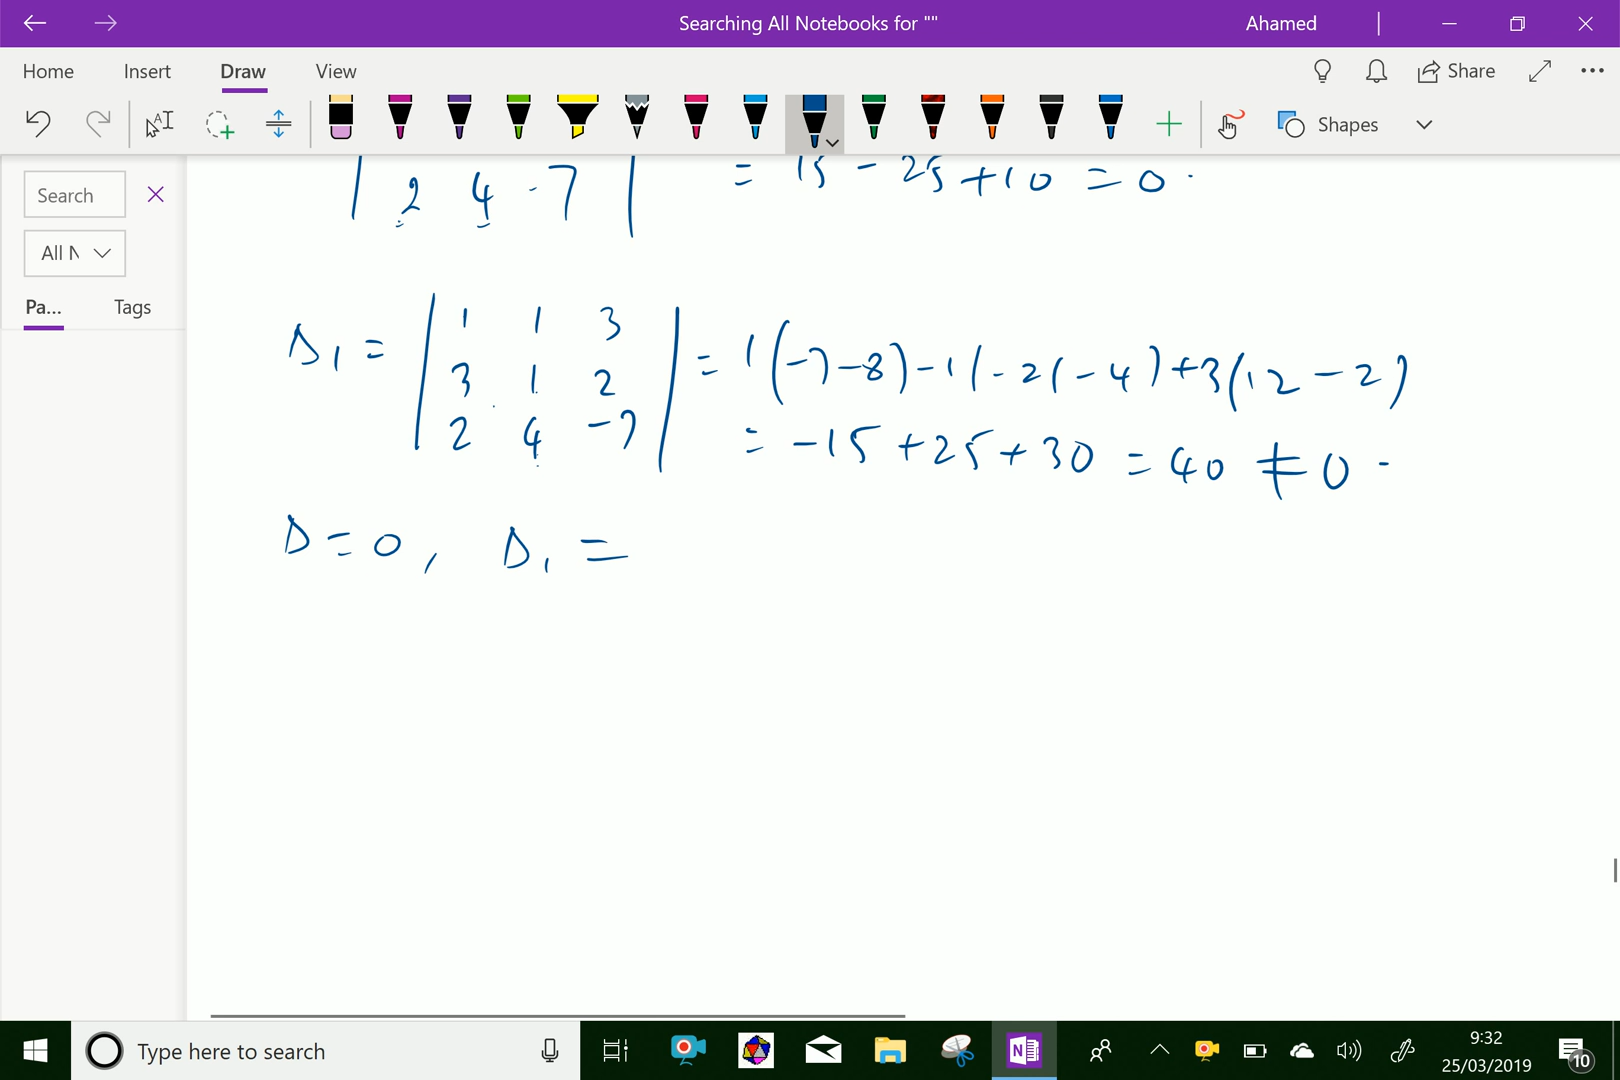 Searching All Notebooks for ""
Ahamed
Home Insert Draw View
Share
Shapes
Search
All N
Pa... Tags
| 2 4 -7 | = 15 - 25 + 10 = 0.
Δ₁ = | 1 1 3 |
| 3 1 2 | = 1(-7-8)-1(-21-4)+3(12-2)
| 2 4 -7 | = -15+25+30 = 40 ≠ 0.
Δ=0, Δ₁ =
Type here to search
9:32
25/03/2019
10